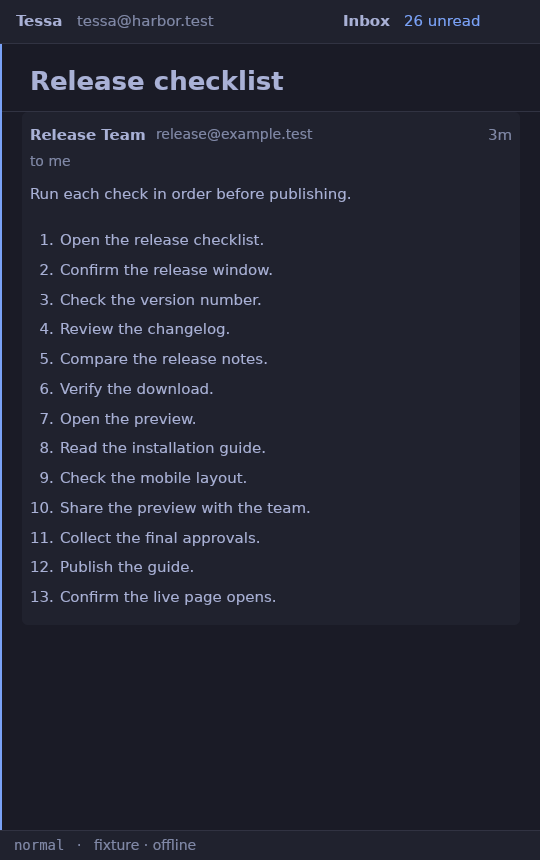 Tessa tessa@harbor.test Inbox 26 unread
Release checklist
Release Team release@example.test 3m
to me
Run each check in order before publishing.
1. Open the release checklist.
2. Confirm the release window.
3. Check the version number.
4. Review the changelog.
5. Compare the release notes.
6. Verify the download.
7. Open the preview.
8. Read the installation guide.
9. Check the mobile layout.
10. Share the preview with the team.
11. Collect the final approvals.
12. Publish the guide.
13. Confirm the live page opens.
normal · fixture · offline